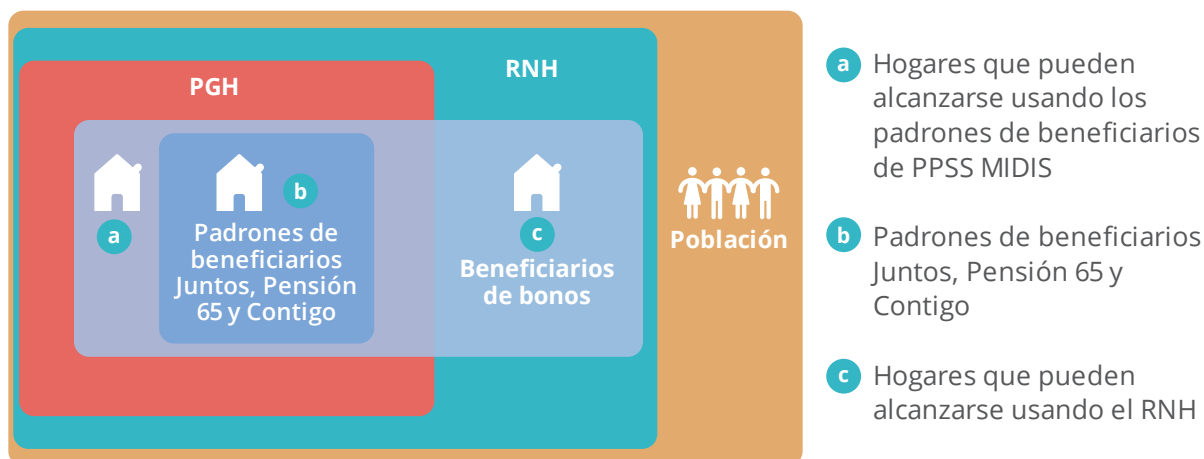 PGH
RNH
a
b
Padrones de
beneficiarios
Juntos, Pensión
65 y Contigo
c
Beneficiarios
de bonos
Población
a Hogares que pueden
alcanzarse usando los
padrones de beneficiarios
de PPSS MIDIS
b Padrones de beneficiarios
Juntos, Pensión 65 y
Contigo
c Hogares que pueden
alcanzarse usando el RNH